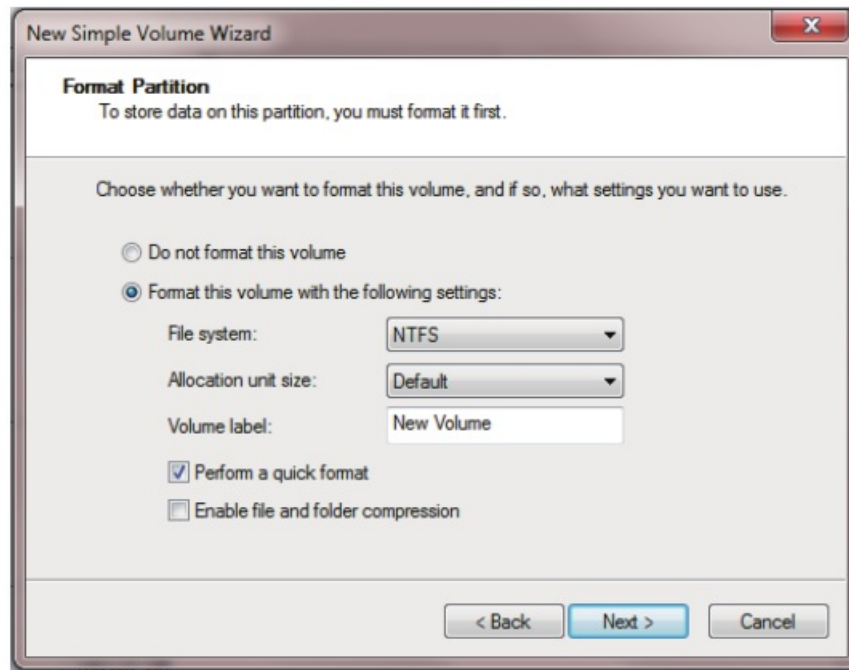 New Simple Volume Wizard
Format Partition
To store data on this partition, you must format it first.
Choose whether you want to format this volume, and if so, what settings you want to use.
Do not format this volume
Format this volume with the following settings:
File system: NTFS
Allocation unit size: Default
Volume label: New Volume
Perform a quick format
Enable file and folder compression
< Back Next > Cancel